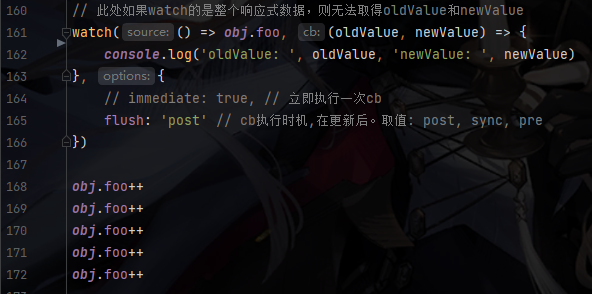 160 // 此处如果watch的是整个响应式数据，则无法取得oldValue和newValue
161 watch( source: () => obj.foo, cb: (oldValue, newValue) => {
162 console.log('oldValue: ', oldValue, 'newValue: ', newValue)
163 }, options: {
164 // immediate: true, // 立即执行一次cb
165 flush: 'post' // cb执行时机,在更新后。取值: post, sync, pre
166 })
167
168 obj.foo++
169 obj.foo++
170 obj.foo++
171 obj.foo++
172 obj.foo++